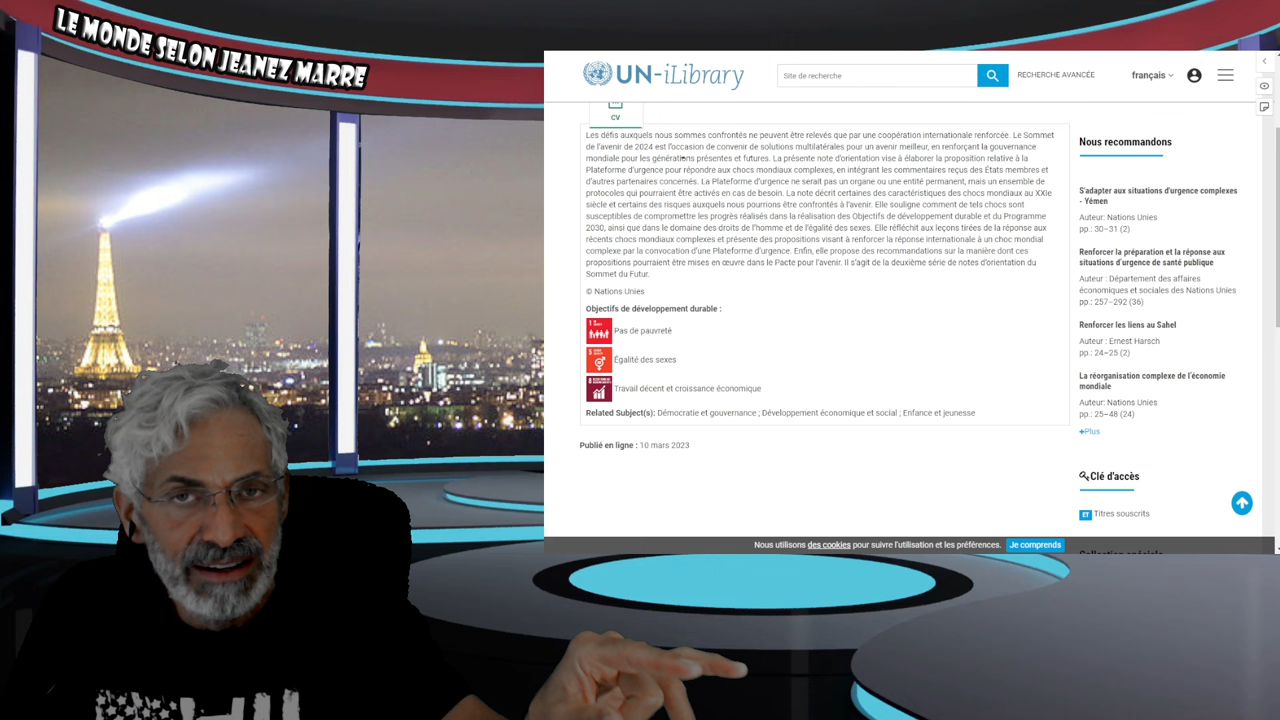 LE MONDE SELON JEANEZ MARRE
UN-iLibrary
Site de recherche
RECHERCHE AVANCÉE
français
CV
Les défis auxquels nous sommes confrontés ne peuvent être relevés que par une coopération internationale renforcée. Le Sommet
de l'avenir de 2024 est l'occasion de convenir de solutions multilatérales pour un avenir meilleur, en renforçant la gouvernance
mondiale pour les générations présentes et futures. La présente note d'orientation vise à élaborer la proposition relative à la
Plateforme d'urgence pour répondre aux chocs mondiaux complexes, en intégrant les commentaires reçus des États membres et
d'autres partenaires concernés. La Plateforme d'urgence ne serait pas un organe ou une entité permanent, mais un ensemble de
protocoles qui pourraient être activés en cas de besoin. La note décrit certaines des caractéristiques des chocs mondiaux au XXIe
siècle et certains des risques auxquels nous pourrions être confrontés à l'avenir. Elle souligne comment de tels chocs sont
susceptibles de compromettre les progrès réalisés dans la réalisation des Objectifs de développement durable et du Programme
2030, ainsi que dans le domaine des droits de l'homme et de l'égalité des sexes. Elle réfléchit aux leçons tirées de la réponse aux
récents chocs mondiaux complexes et présente des propositions visant à renforcer la réponse internationale à un choc mondial
complexe par la convocation d'une Plateforme d'urgence. Enfin, elle propose des recommandations sur la manière dont ces
propositions pourraient être mises en œuvre dans le Pacte pour l'avenir. Il s'agit de la deuxième série de notes d'orientation du
Sommet du Futur.
© Nations Unies
Objectifs de développement durable :
Pas de pauvreté
Égalité des sexes
Travail décent et croissance économique
Related Subject(s): Démocratie et gouvernance ; Développement économique et social ; Enfance et jeunesse
Publié en ligne : 10 mars 2023
Nous recommandons
S'adapter aux situations d'urgence complexes
- Yémen
Auteur: Nations Unies
pp.: 30–31 (2)
Renforcer la préparation et la réponse aux
situations d'urgence de santé publique
Auteur : Département des affaires
économiques et sociales des Nations Unies
pp.: 257–292 (36)
Renforcer les liens au Sahel
Auteur : Ernest Harsch
pp.: 24–25 (2)
La réorganisation complexe de l'économie
mondiale
Auteur: Nations Unies
pp.: 25–48 (24)
+Plus
Clé d'accès
ET Titres souscrits
Nous utilisons des cookies pour suivre l'utilisation et les préférences. Je comprends